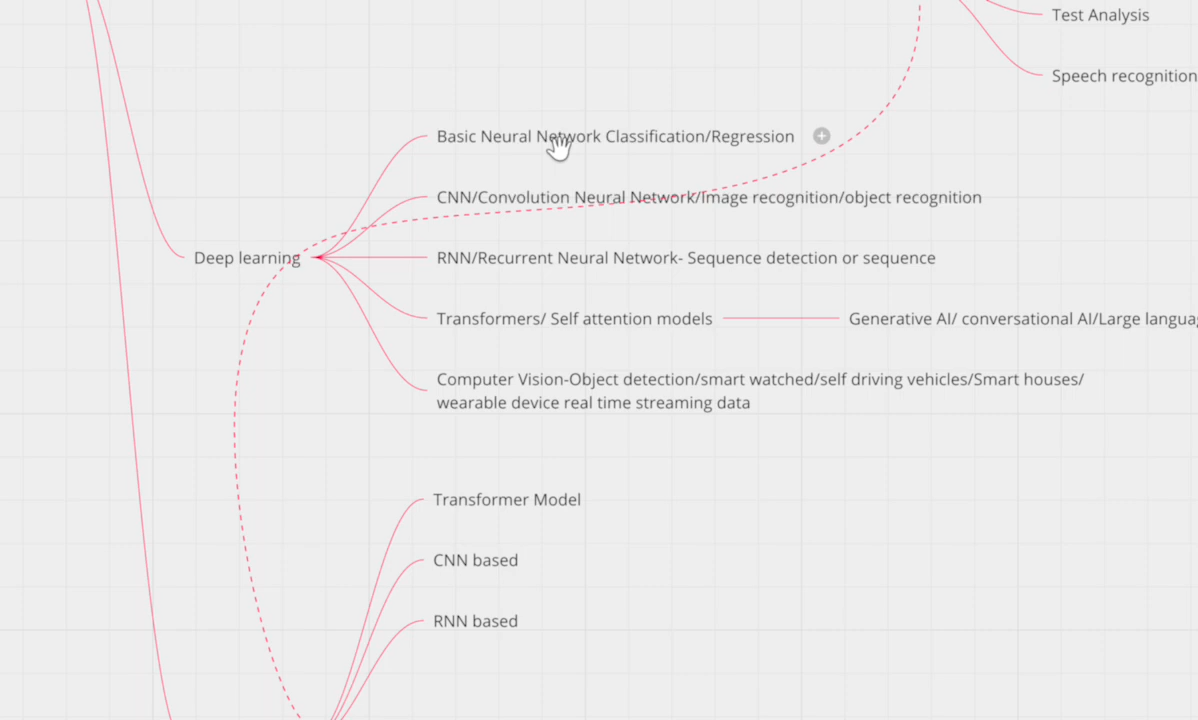 Test Analysis
Speech recognition
Basic Neural Network Classification/Regression
CNN/Convolution Neural Network/Image recognition/object recognition
Deep learning
RNN/Recurrent Neural Network- Sequence detection or sequence
Transformers/ Self attention models
Generative AI/ conversational AI/Large
Computer Vision-Object detection/smart watched/self driving vehicles/Smart houses/
wearable device real time streaming data
Transformer Model
CNN based
RNN based